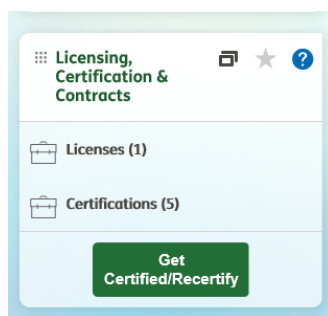 Licensing,
Certification &
Contracts
?
Licenses (1)
Certifications (5)
Get
Certified/Recertify